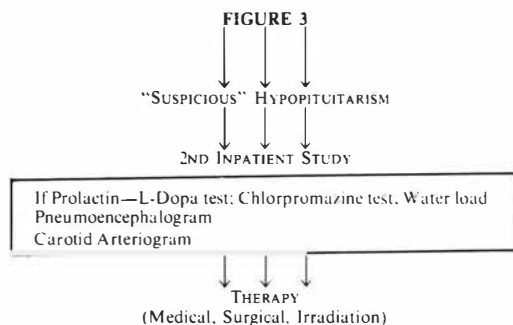 FIGURE 3
"SUSPICIOUS" HYPOPITUITARISM
2ND INPATIENT STUDY
If Prolactin—L-Dopa test; Chlorpromazine test, Water load
Pneumoencephalogram
Carotid Arteriogram
THERAPY
(Medical, Surgical, Irradiation)